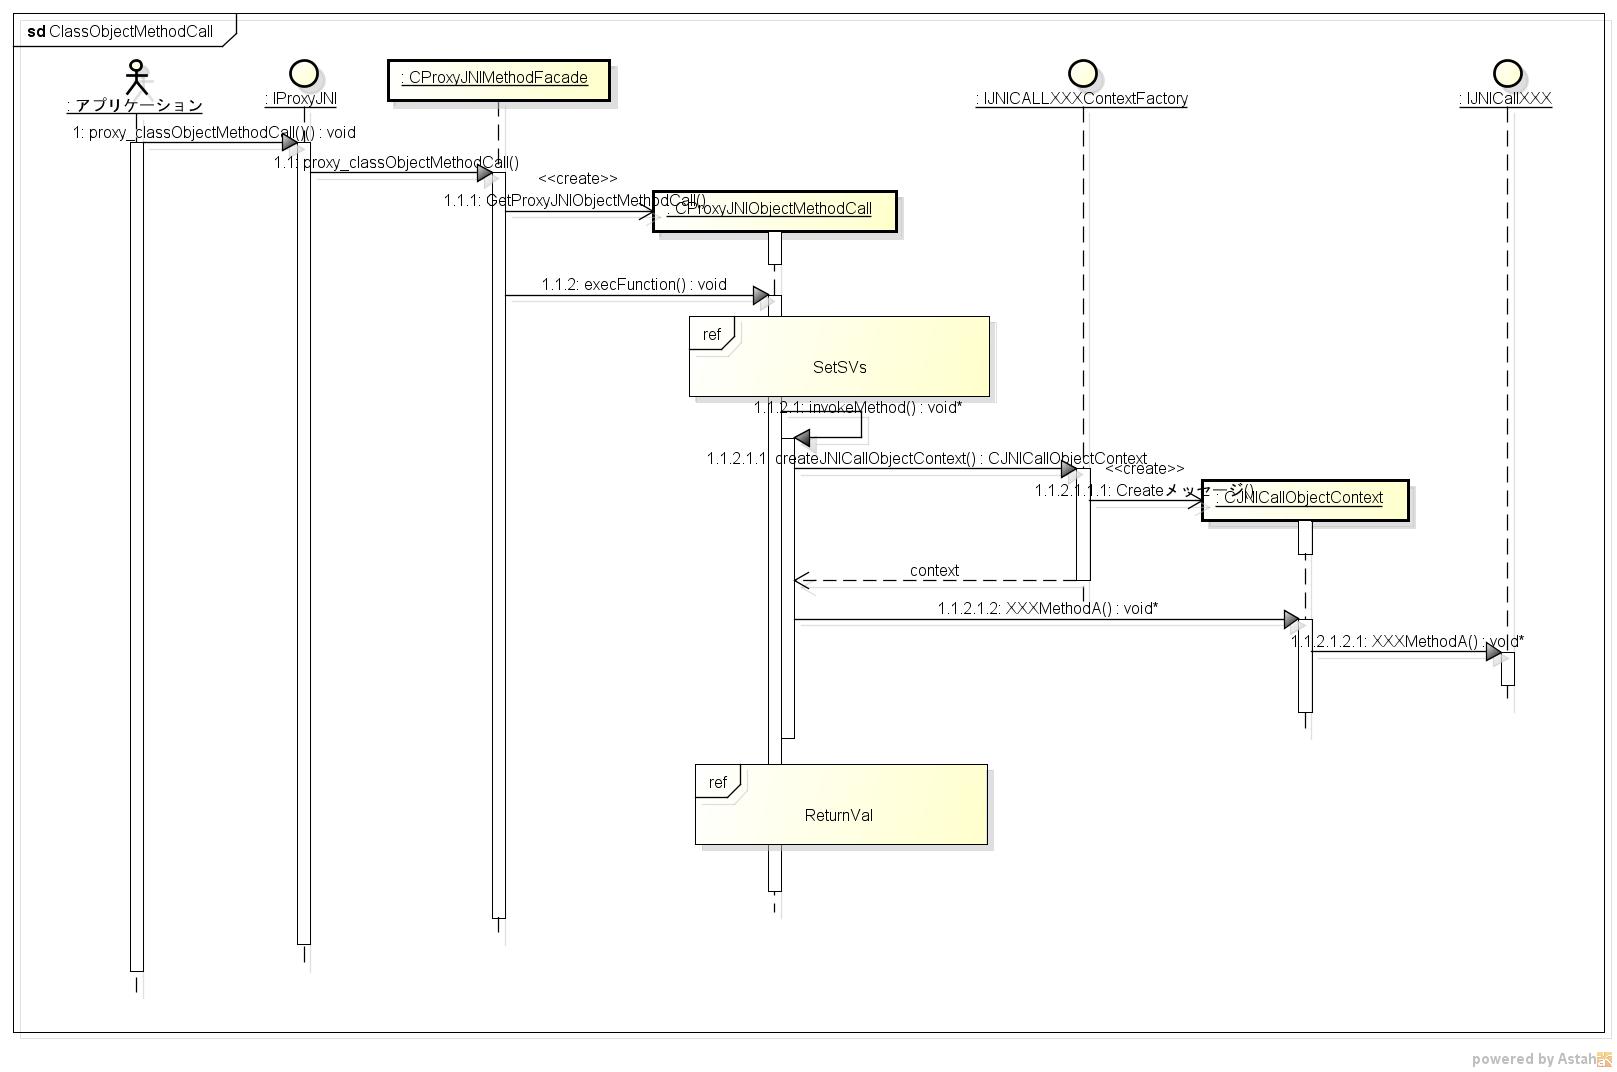 sd ClassObjectMethodCall
: アプリケーション
: IProxyJNI
: CProxyJNIMethodFacade
: IJNICALLXXXContextFactory
: IJNICallXXX
1: proxy_classObjectMethodCall()() : void
1.1: proxy_classObjectMethodCall()
<<create>>
1.1.1: GetProxyJNIObjectMethodCall()
: CProxyJNIObjectMethodCall
1.1.2: execFunction() : void
ref
SetSVs
1.1.2.1: invokeMethod() : void*
1.1.2.1.1: createJNICallObjectContext() : CJNICallObjectContext
<<create>>
1.1.2.1.1.1: Createメッセージ()
: CJNICallObjectContext
context
1.1.2.1.2: XXXMethodA() : void*
1.1.2.1.2.1: XXXMethodA() : void*
ref
ReturnVal
powered by Astah